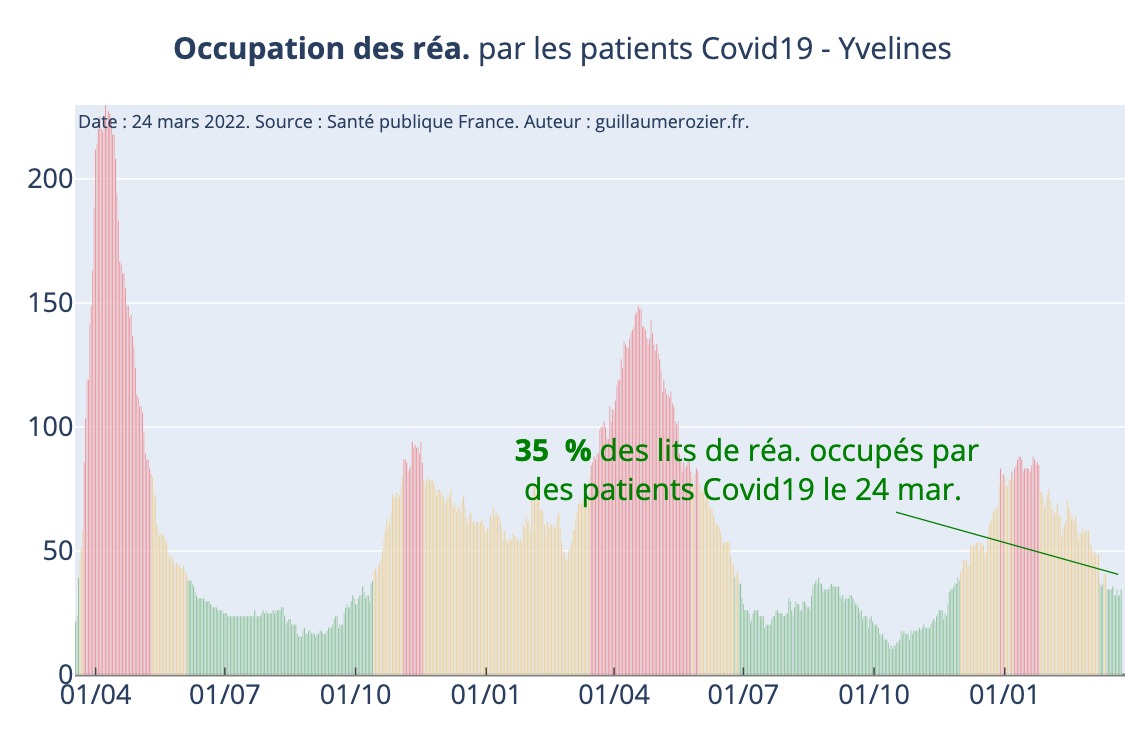 Occupation des réa. par les patients Covid19 - Yvelines
Date : 24 mars 2022. Source : Santé publique France. Auteur : guillaumerozier.fr.
200
150
100
50
0
35 % des lits de réa. occupés par
des patients Covid19 le 24 mar.
01/04 01/07 01/10 01/01 01/04 01/07 01/10 01/01